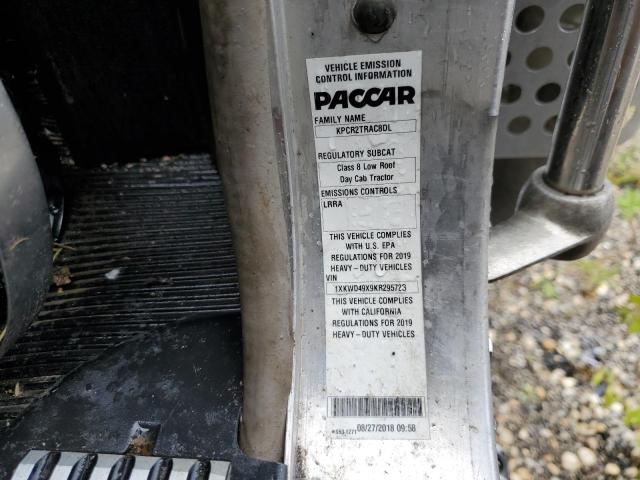 VEHICLE EMISSION
CONTROL INFORMATION
PACCAR
FAMILY NAME
KPCR2TRAC8DL
REGULATORY SUBCAT
Class 8 Low Roof
Day Cab Tractor
EMISSIONS CONTROLS
LRRA
THIS VEHICLE COMPLIES
WITH U.S. EPA
REGULATIONS FOR 2019
HEAVY-DUTY VEHICLES
VIN
1XKWD49X9KR295723
THIS VEHICLE COMPLIES
WITH CALIFORNIA
REGULATIONS FOR 2019
HEAVY-DUTY VEHICLES
08/27/2018 09:58